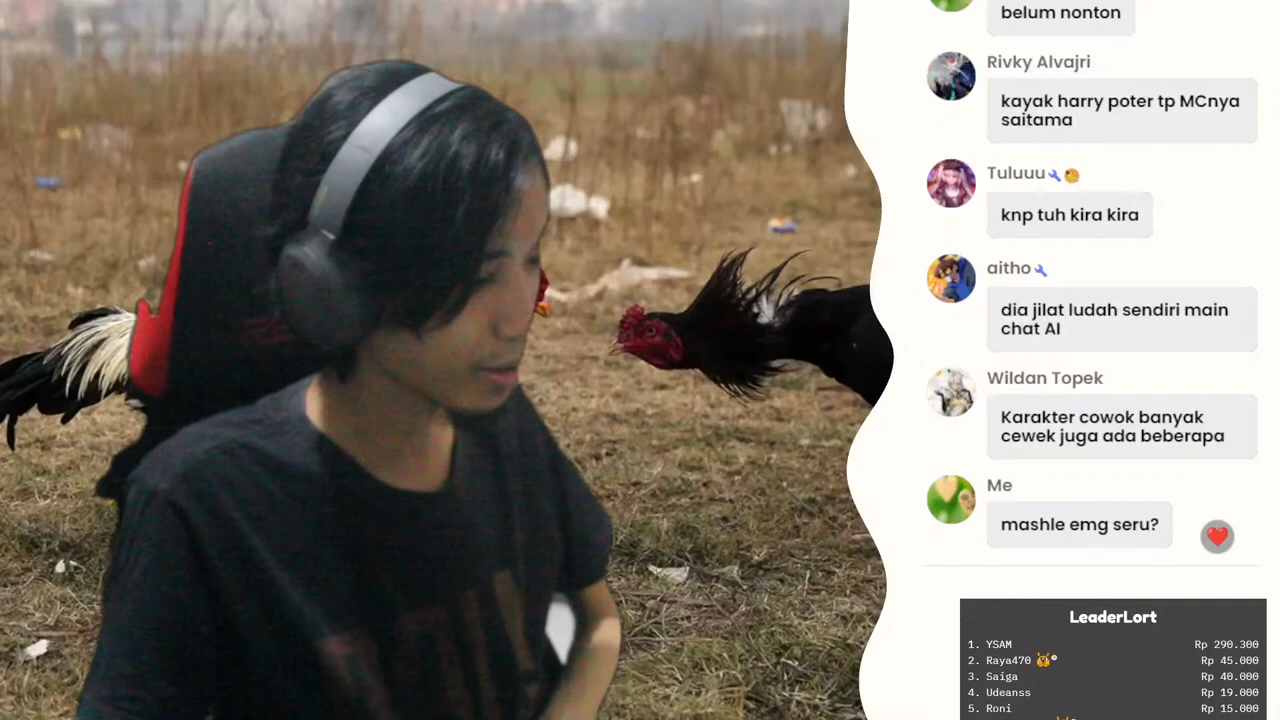 belum nonton
Rivky Alvajri
kayak harry poter tp MCnya
saitama
Tuluuu
knp tuh kira kira
aitho
dia jilat ludah sendiri main
chat AI
Wildan Topek
Karakter cowok banyak
cewek juga ada beberapa
Me
mashle emg seru?
LeaderLort
1. YSAM Rp 290.300
2. Raya470 Rp 45.000
3. Saiga Rp 40.000
4. Udeanss Rp 19.000
5. Roni Rp 15.000